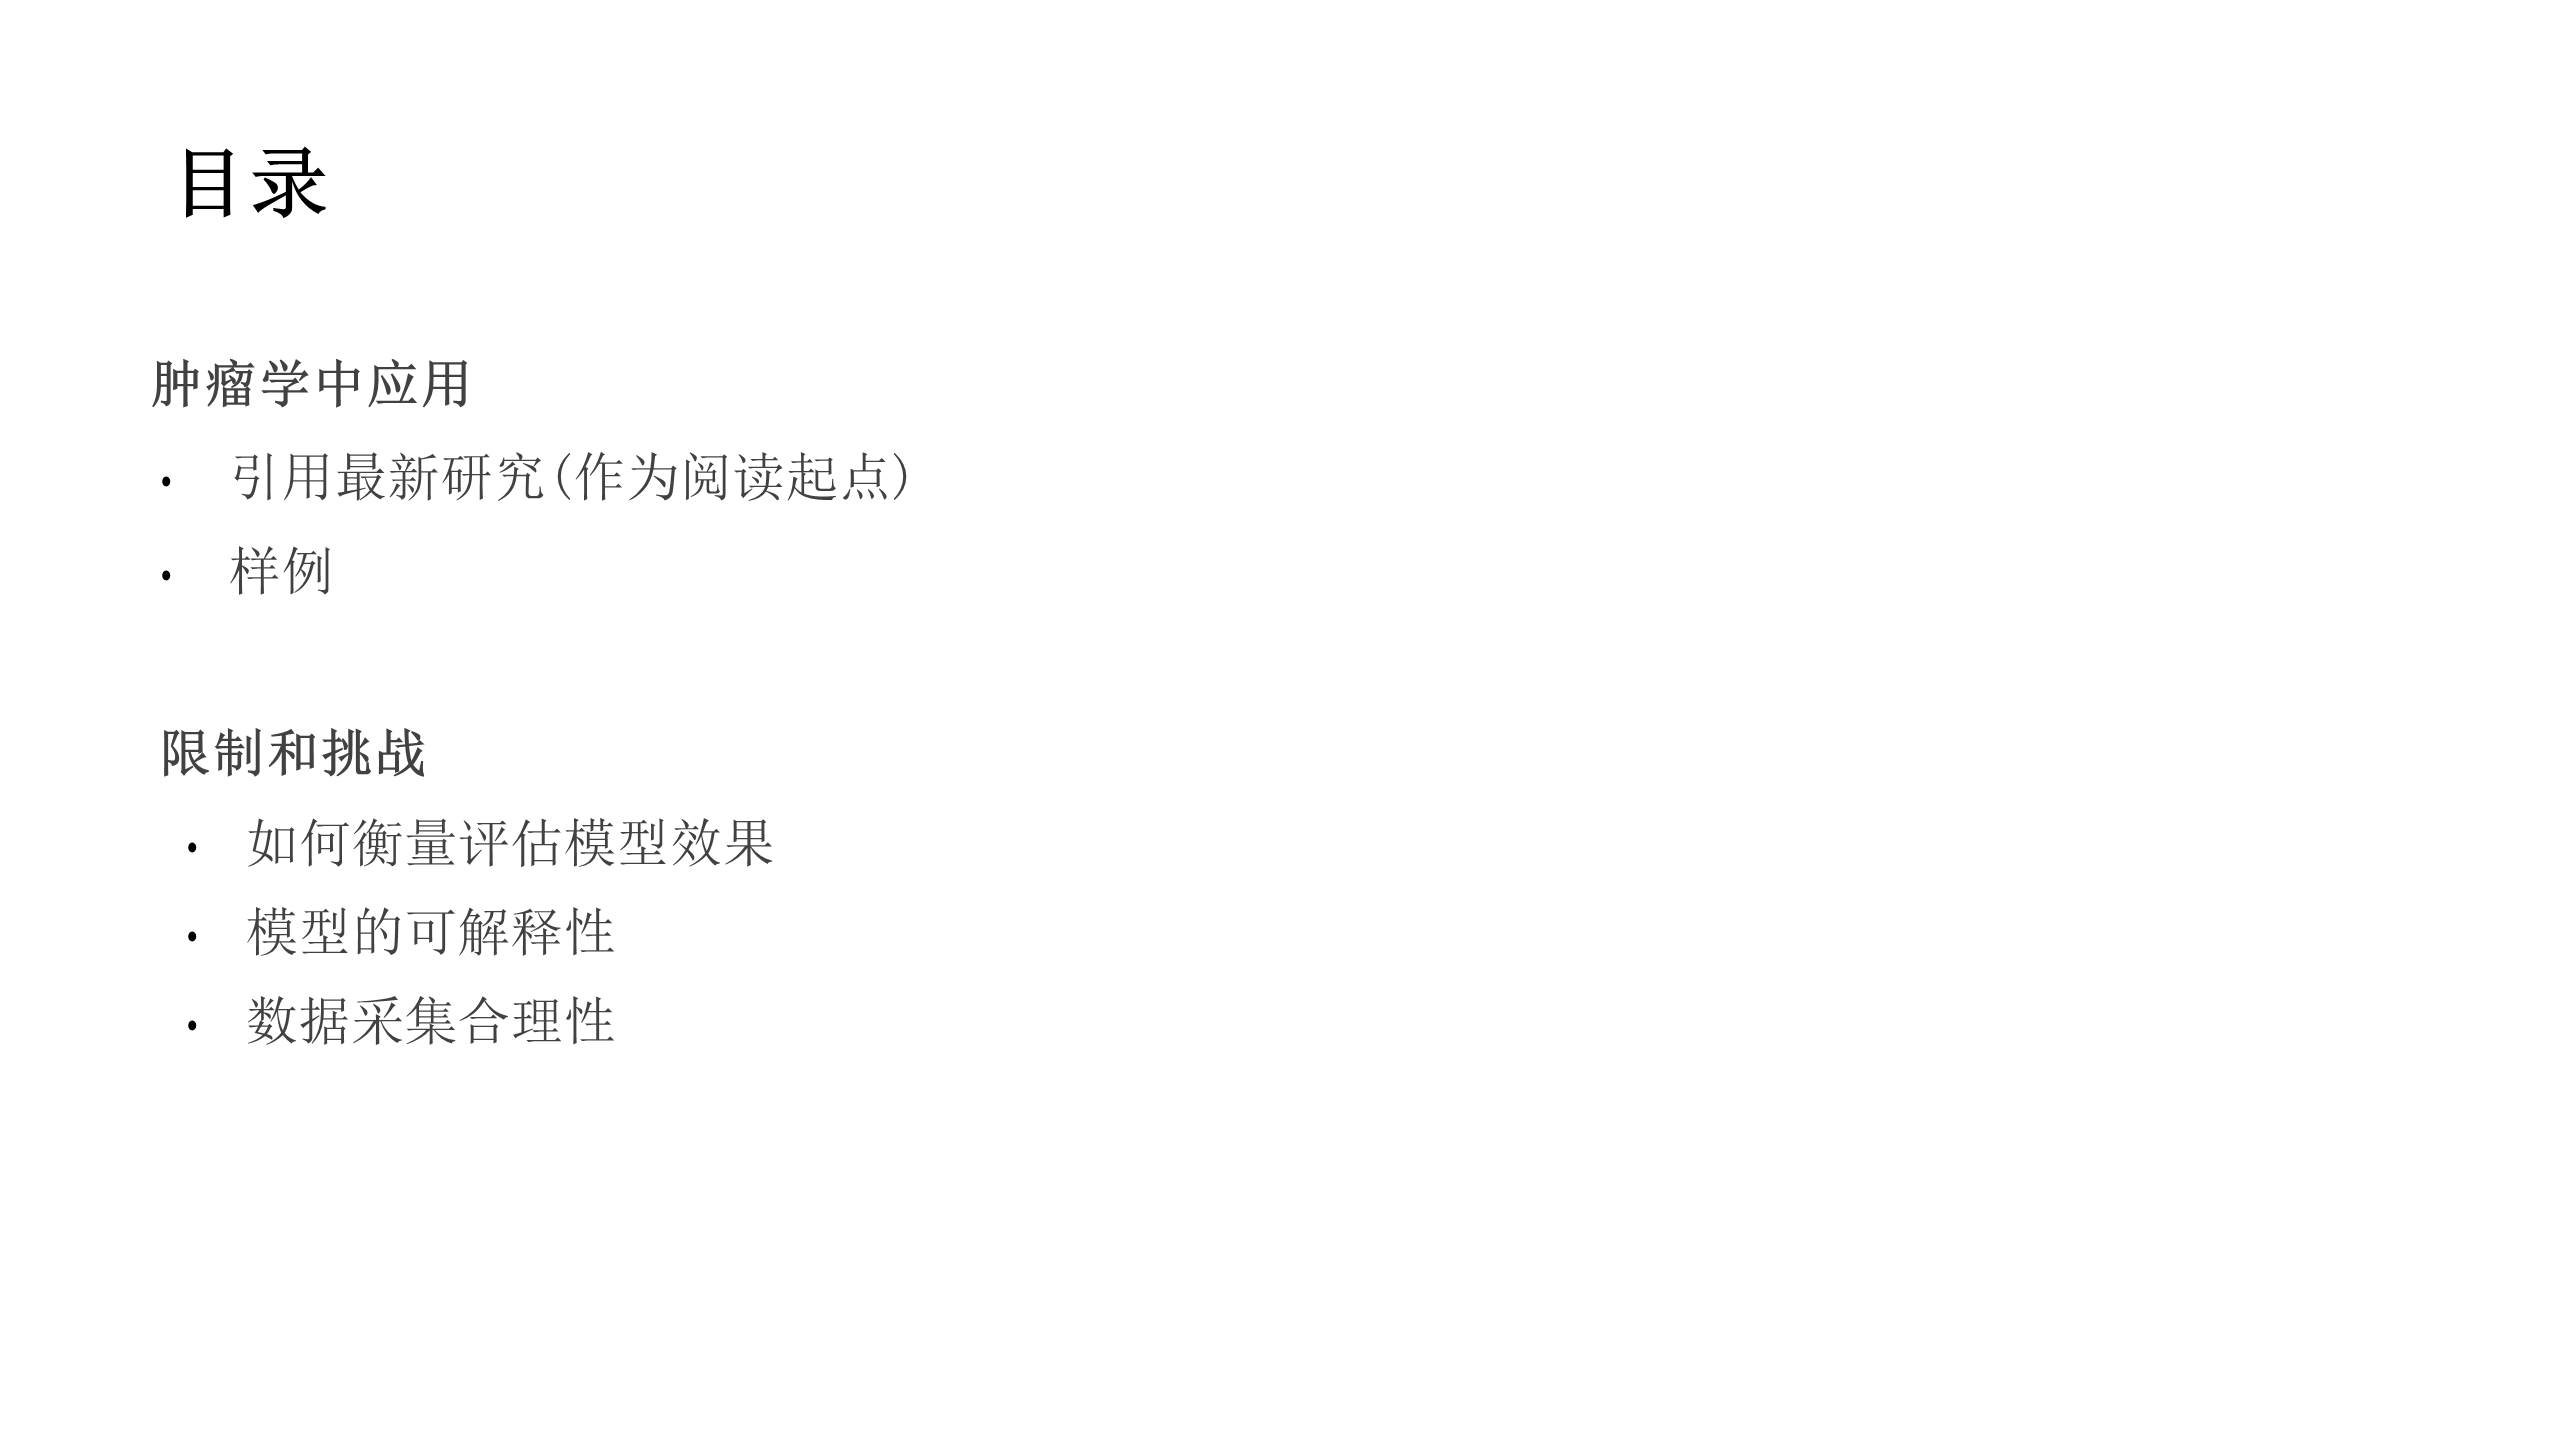 目录
肿瘤学中应用
• 引用最新研究(作为阅读起点)
• 样例
限制和挑战
• 如何衡量评估模型效果
• 模型的可解释性
• 数据采集合理性